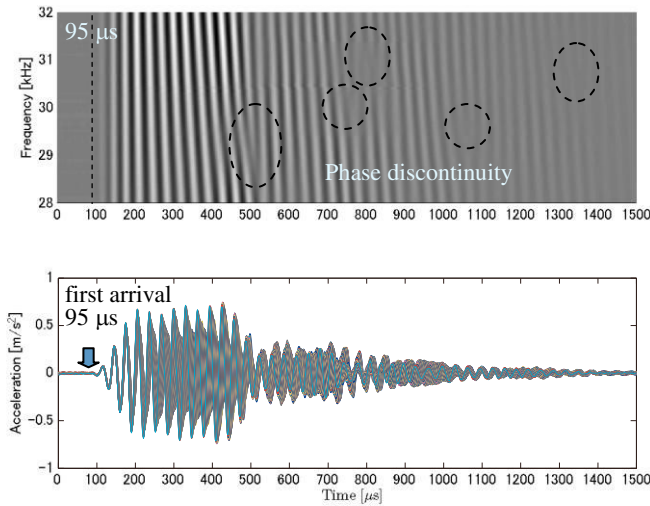 32
95 μs
31
30
29
Phase discontinuity
28
Frequency [kHz]
0 100 200 300 400 500 600 700 800 900 1000 1100 1200 1300 1400 1500
1
first arrival
95 μs
0.5
0
-0.5
-1
Acceleration [m/s²]
0 100 200 300 400 500 600 700 800 900 1000 1100 1200 1300 1400 1500
Time [μs]